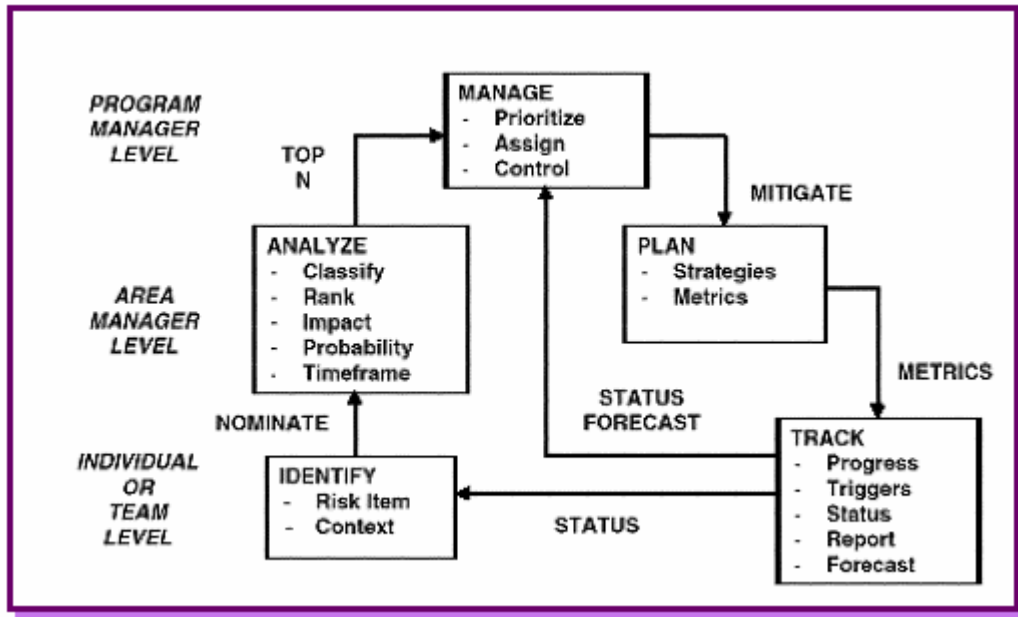 PROGRAM
MANAGER
LEVEL
TOP
N
MANAGE
- Prioritize
- Assign
- Control
MITIGATE
AREA
MANAGER
LEVEL
ANALYZE
- Classify
- Rank
- Impact
- Probability
- Timeframe
PLAN
- Strategies
- Metrics
NOMINATE
STATUS
FORECAST
METRICS
INDIVIDUAL
OR
TEAM
LEVEL
IDENTIFY
- Risk Item
- Context
STATUS
TRACK
- Progress
- Triggers
- Status
- Report
- Forecast